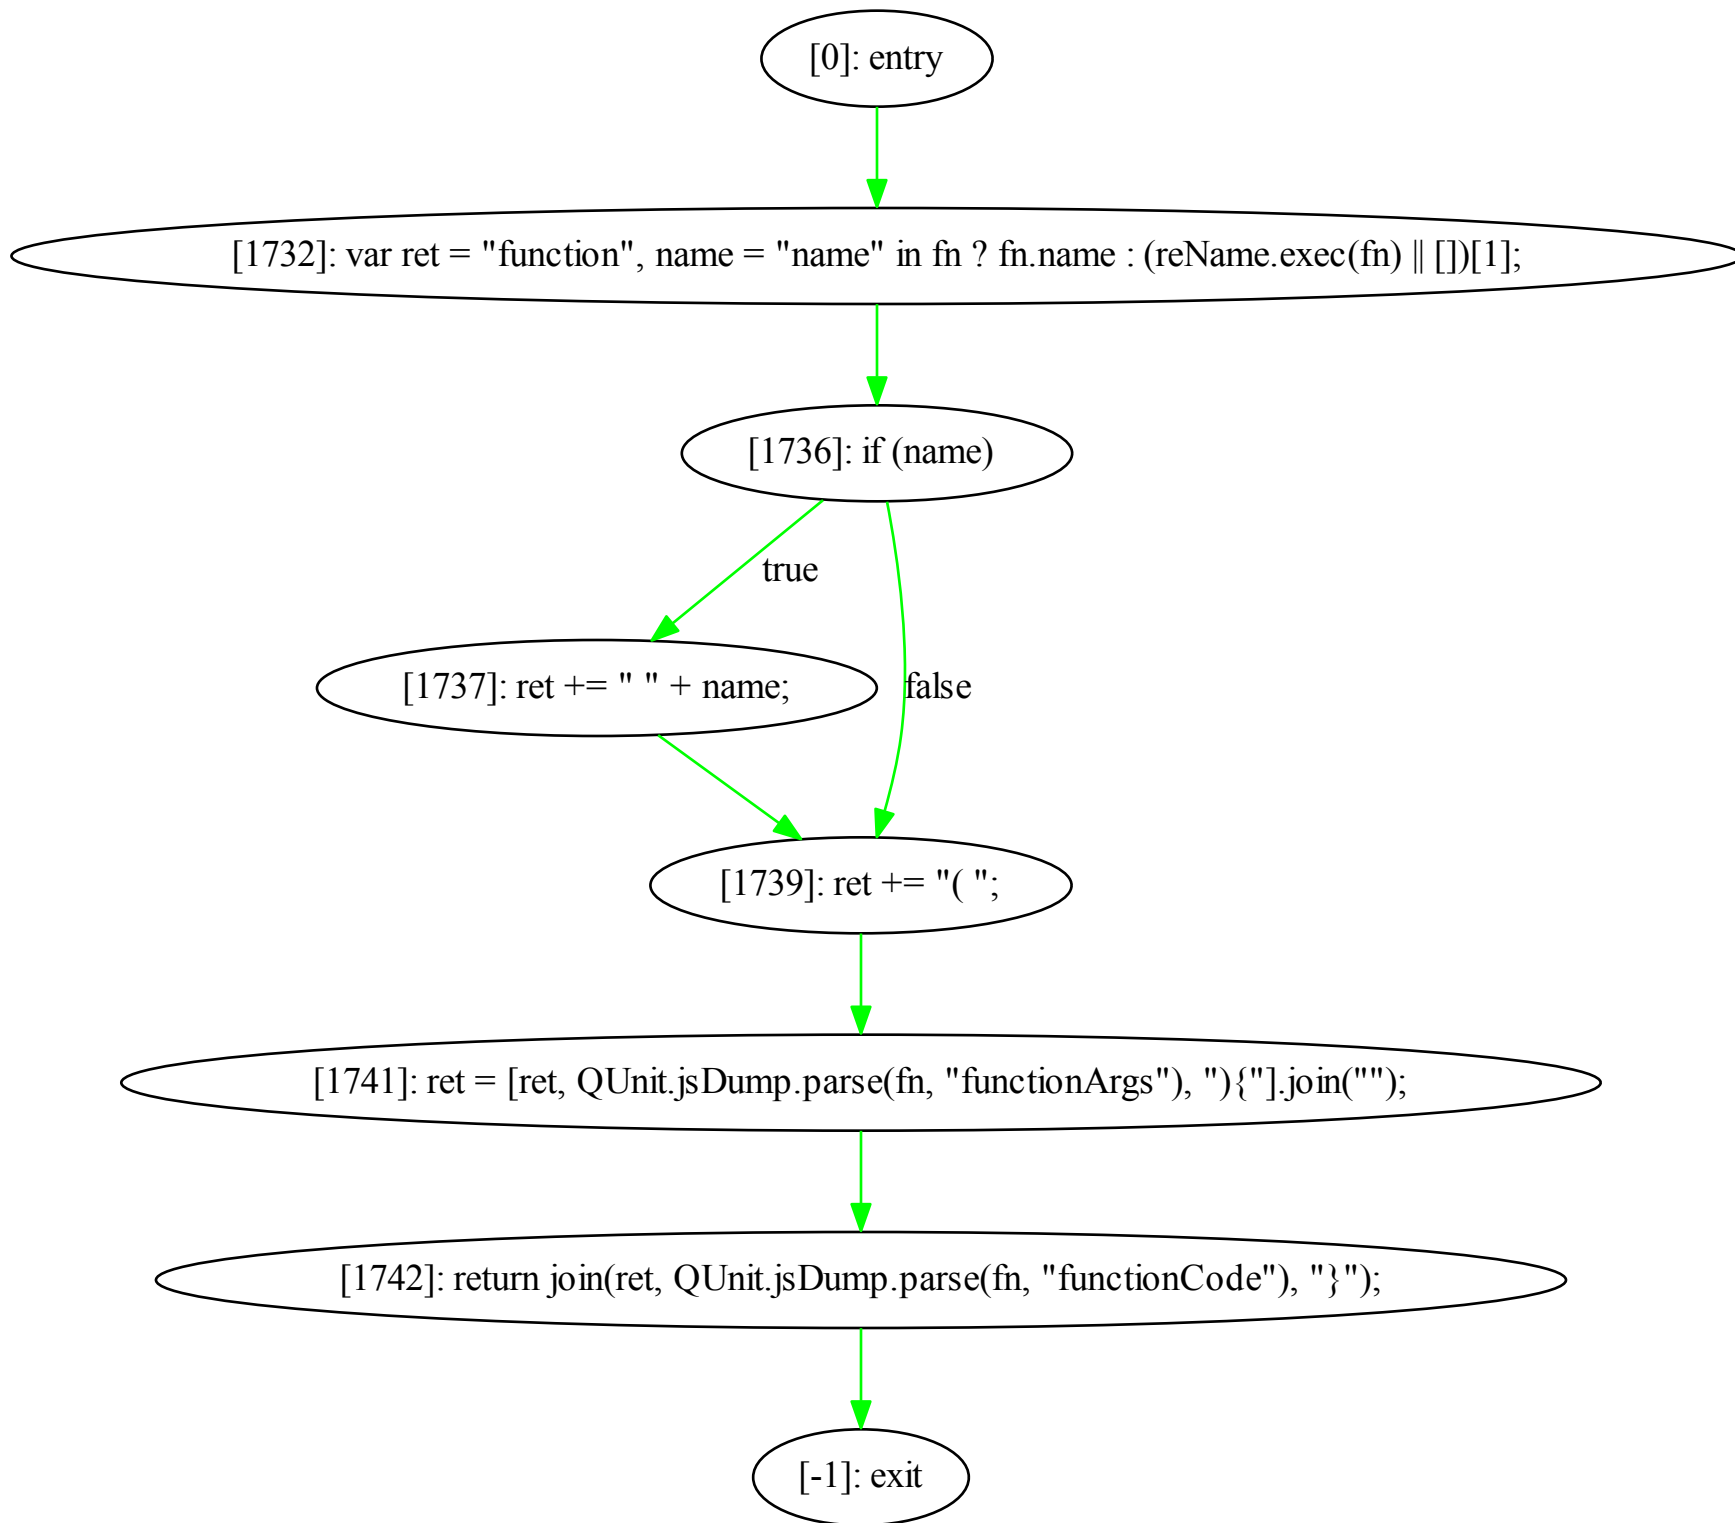 [0]: entry
[1732]: var ret = "function", name = "name" in fn ? fn.name : (reName.exec(fn) || [])[1];
[1736]: if (name)
true
[1737]: ret += " " + name;
false
[1739]: ret += "( ";
[1741]: ret = [ret, QUnit.jsDump.parse(fn, "functionArgs"), "){"].join("");
[1742]: return join(ret, QUnit.jsDump.parse(fn, "functionCode"), "}");
[-1]: exit